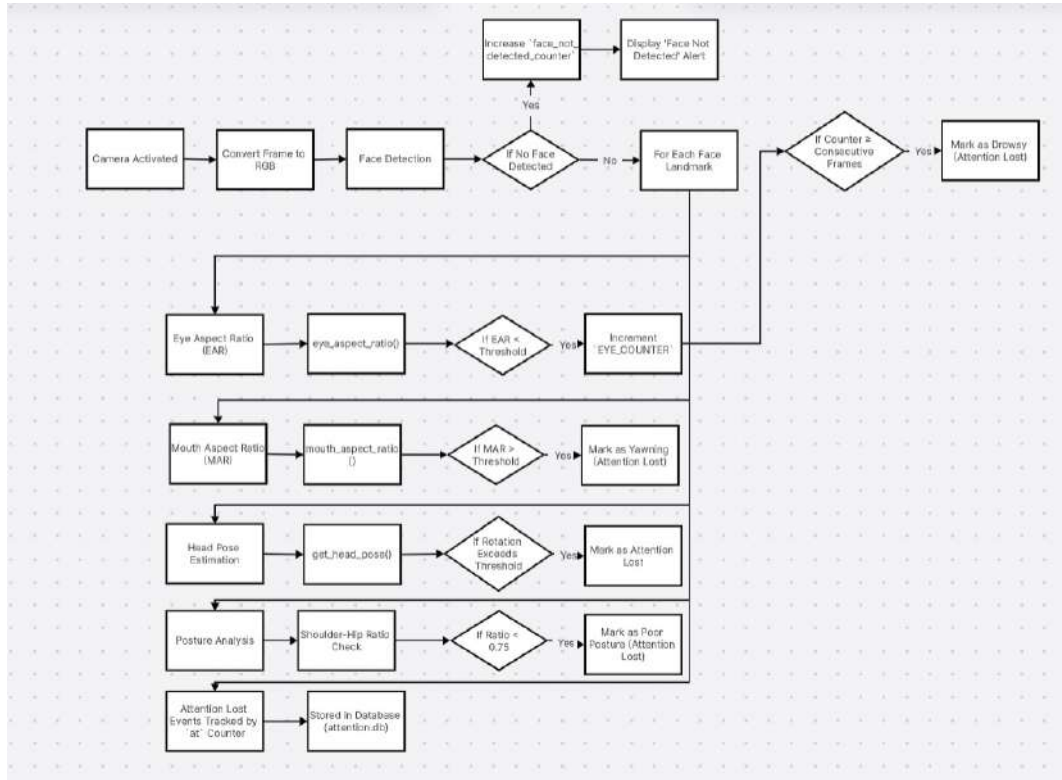 Increase `face_not_
detected_counter`
Display 'Face Not
Detected' Alert
Yes
If Counter ≥
Consecutive
Frames
Yes
Mark as Drowsy
(Attention Lost)
Camera Activated
Convert Frame to
RGB
Face Detection
If No Face
Detected
No
For Each Face
Landmark
Eye Aspect Ratio
(EAR)
eye_aspect_ratio()
If EAR <
Threshold
Yes
Increment
`EYE_COUNTER`
Mouth Aspect Ratio
(MAR)
mouth_aspect_ratio
()
If MAR >
Threshold
Yes
Mark as Yawning
(Attention Lost)
Head Pose
Estimation
get_head_pose()
If Rotation
Exceeds
Threshold
Yes
Mark as Attention
Lost
Posture Analysis
Shoulder-Hip Ratio
Check
If Ratio <
0.75
Yes
Mark as Poor
Posture (Attention
Lost)
Attention Lost
Events Tracked by
`at` Counter
Stored in Database
(attention.db)